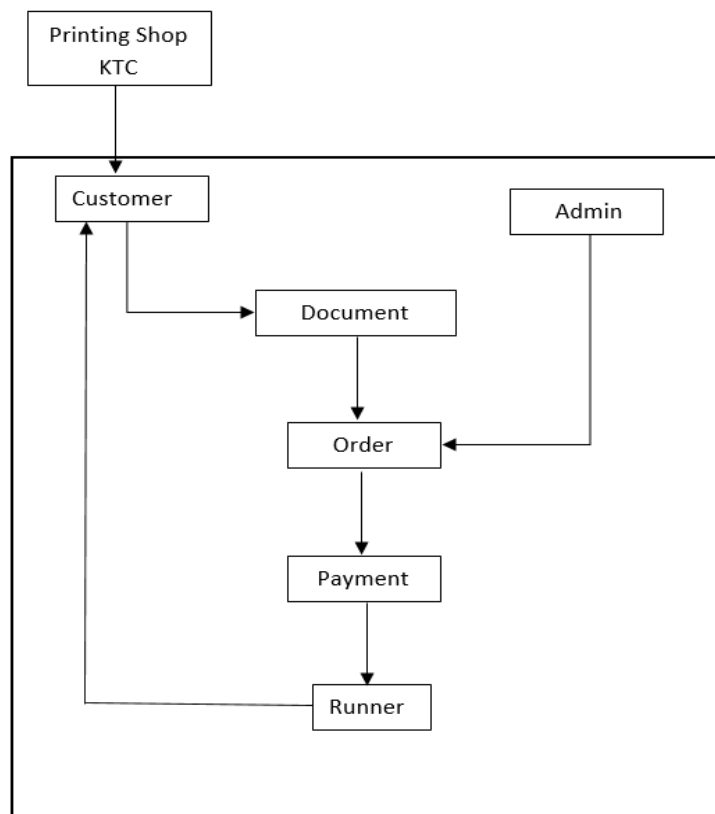 Printing Shop
KTC
Customer
Admin
Document
Order
Payment
Runner